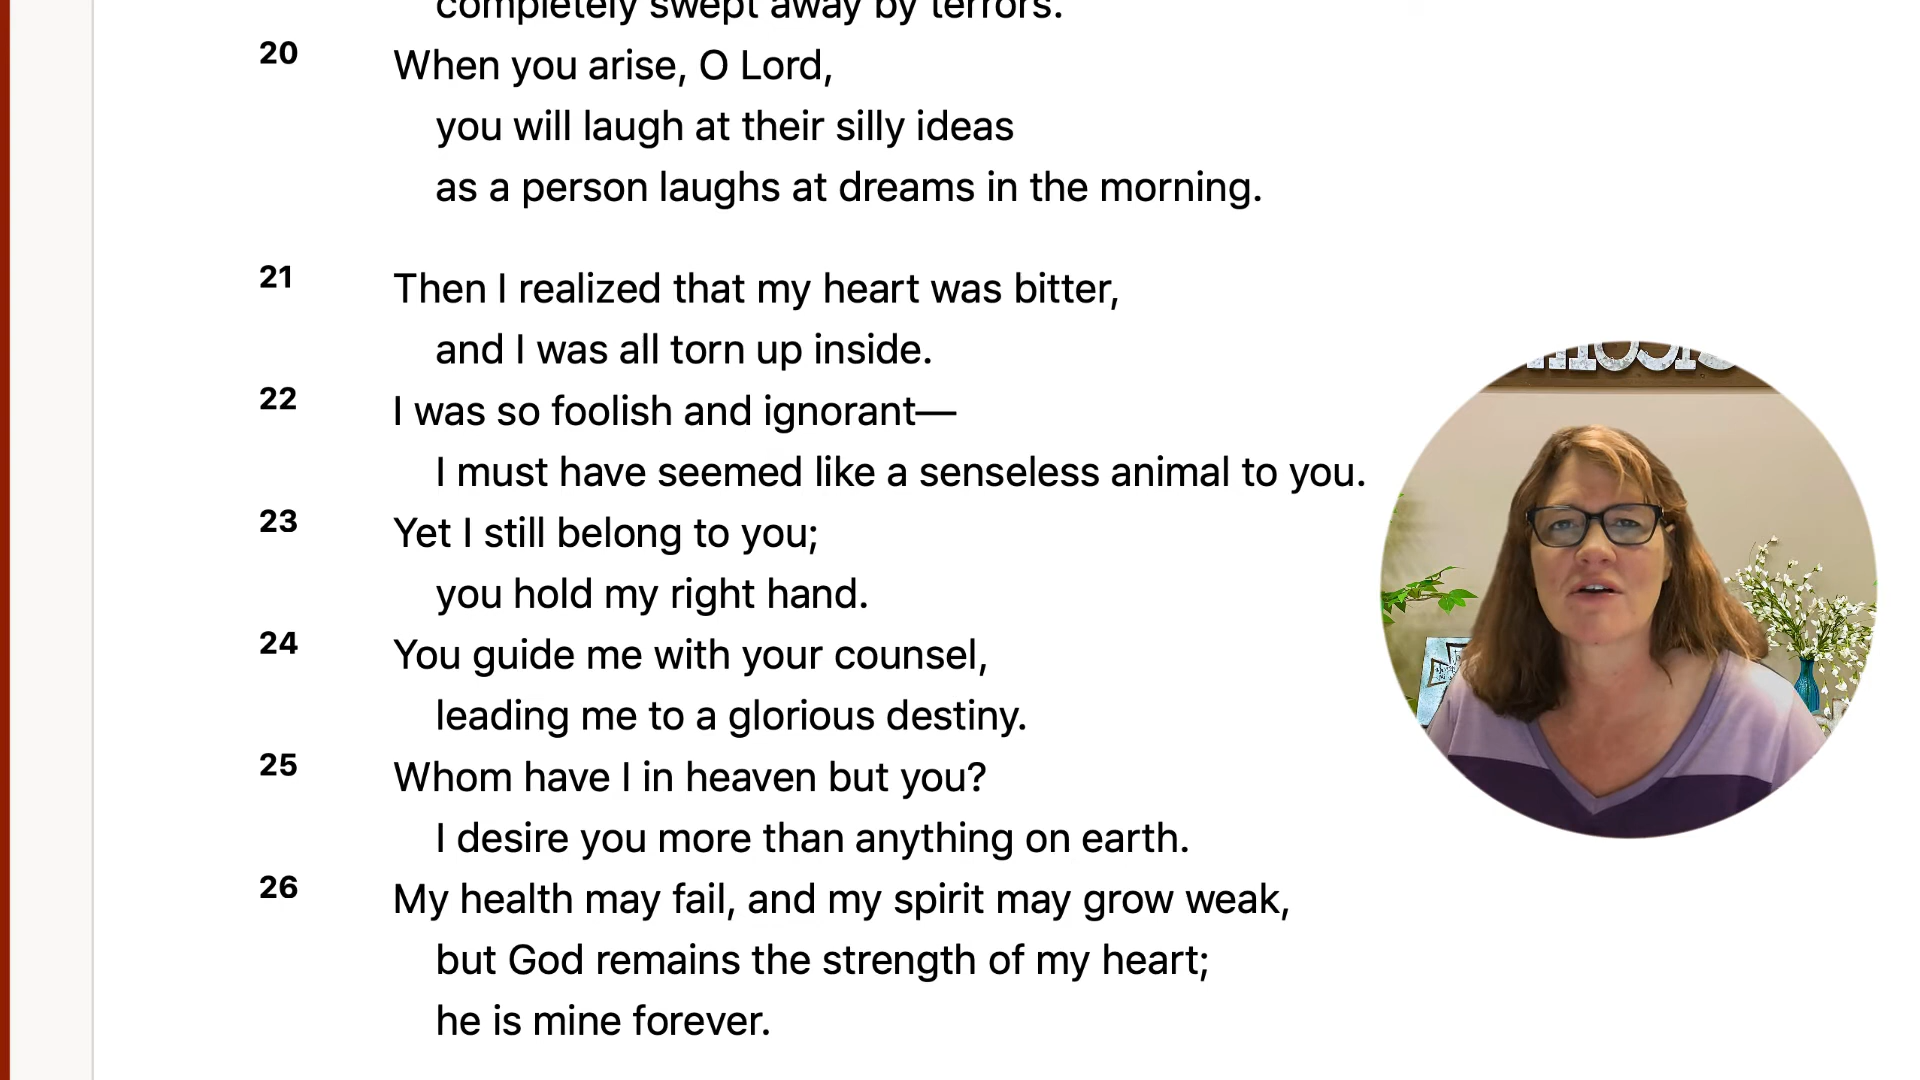 completely swept away by terrors.
20 When you arise, O Lord,
you will laugh at their silly ideas
as a person laughs at dreams in the morning.
21 Then I realized that my heart was bitter,
and I was all torn up inside.
22 I was so foolish and ignorant—
I must have seemed like a senseless animal to you.
23 Yet I still belong to you;
you hold my right hand.
24 You guide me with your counsel,
leading me to a glorious destiny.
25 Whom have I in heaven but you?
I desire you more than anything on earth.
26 My health may fail, and my spirit may grow weak,
but God remains the strength of my heart;
he is mine forever.